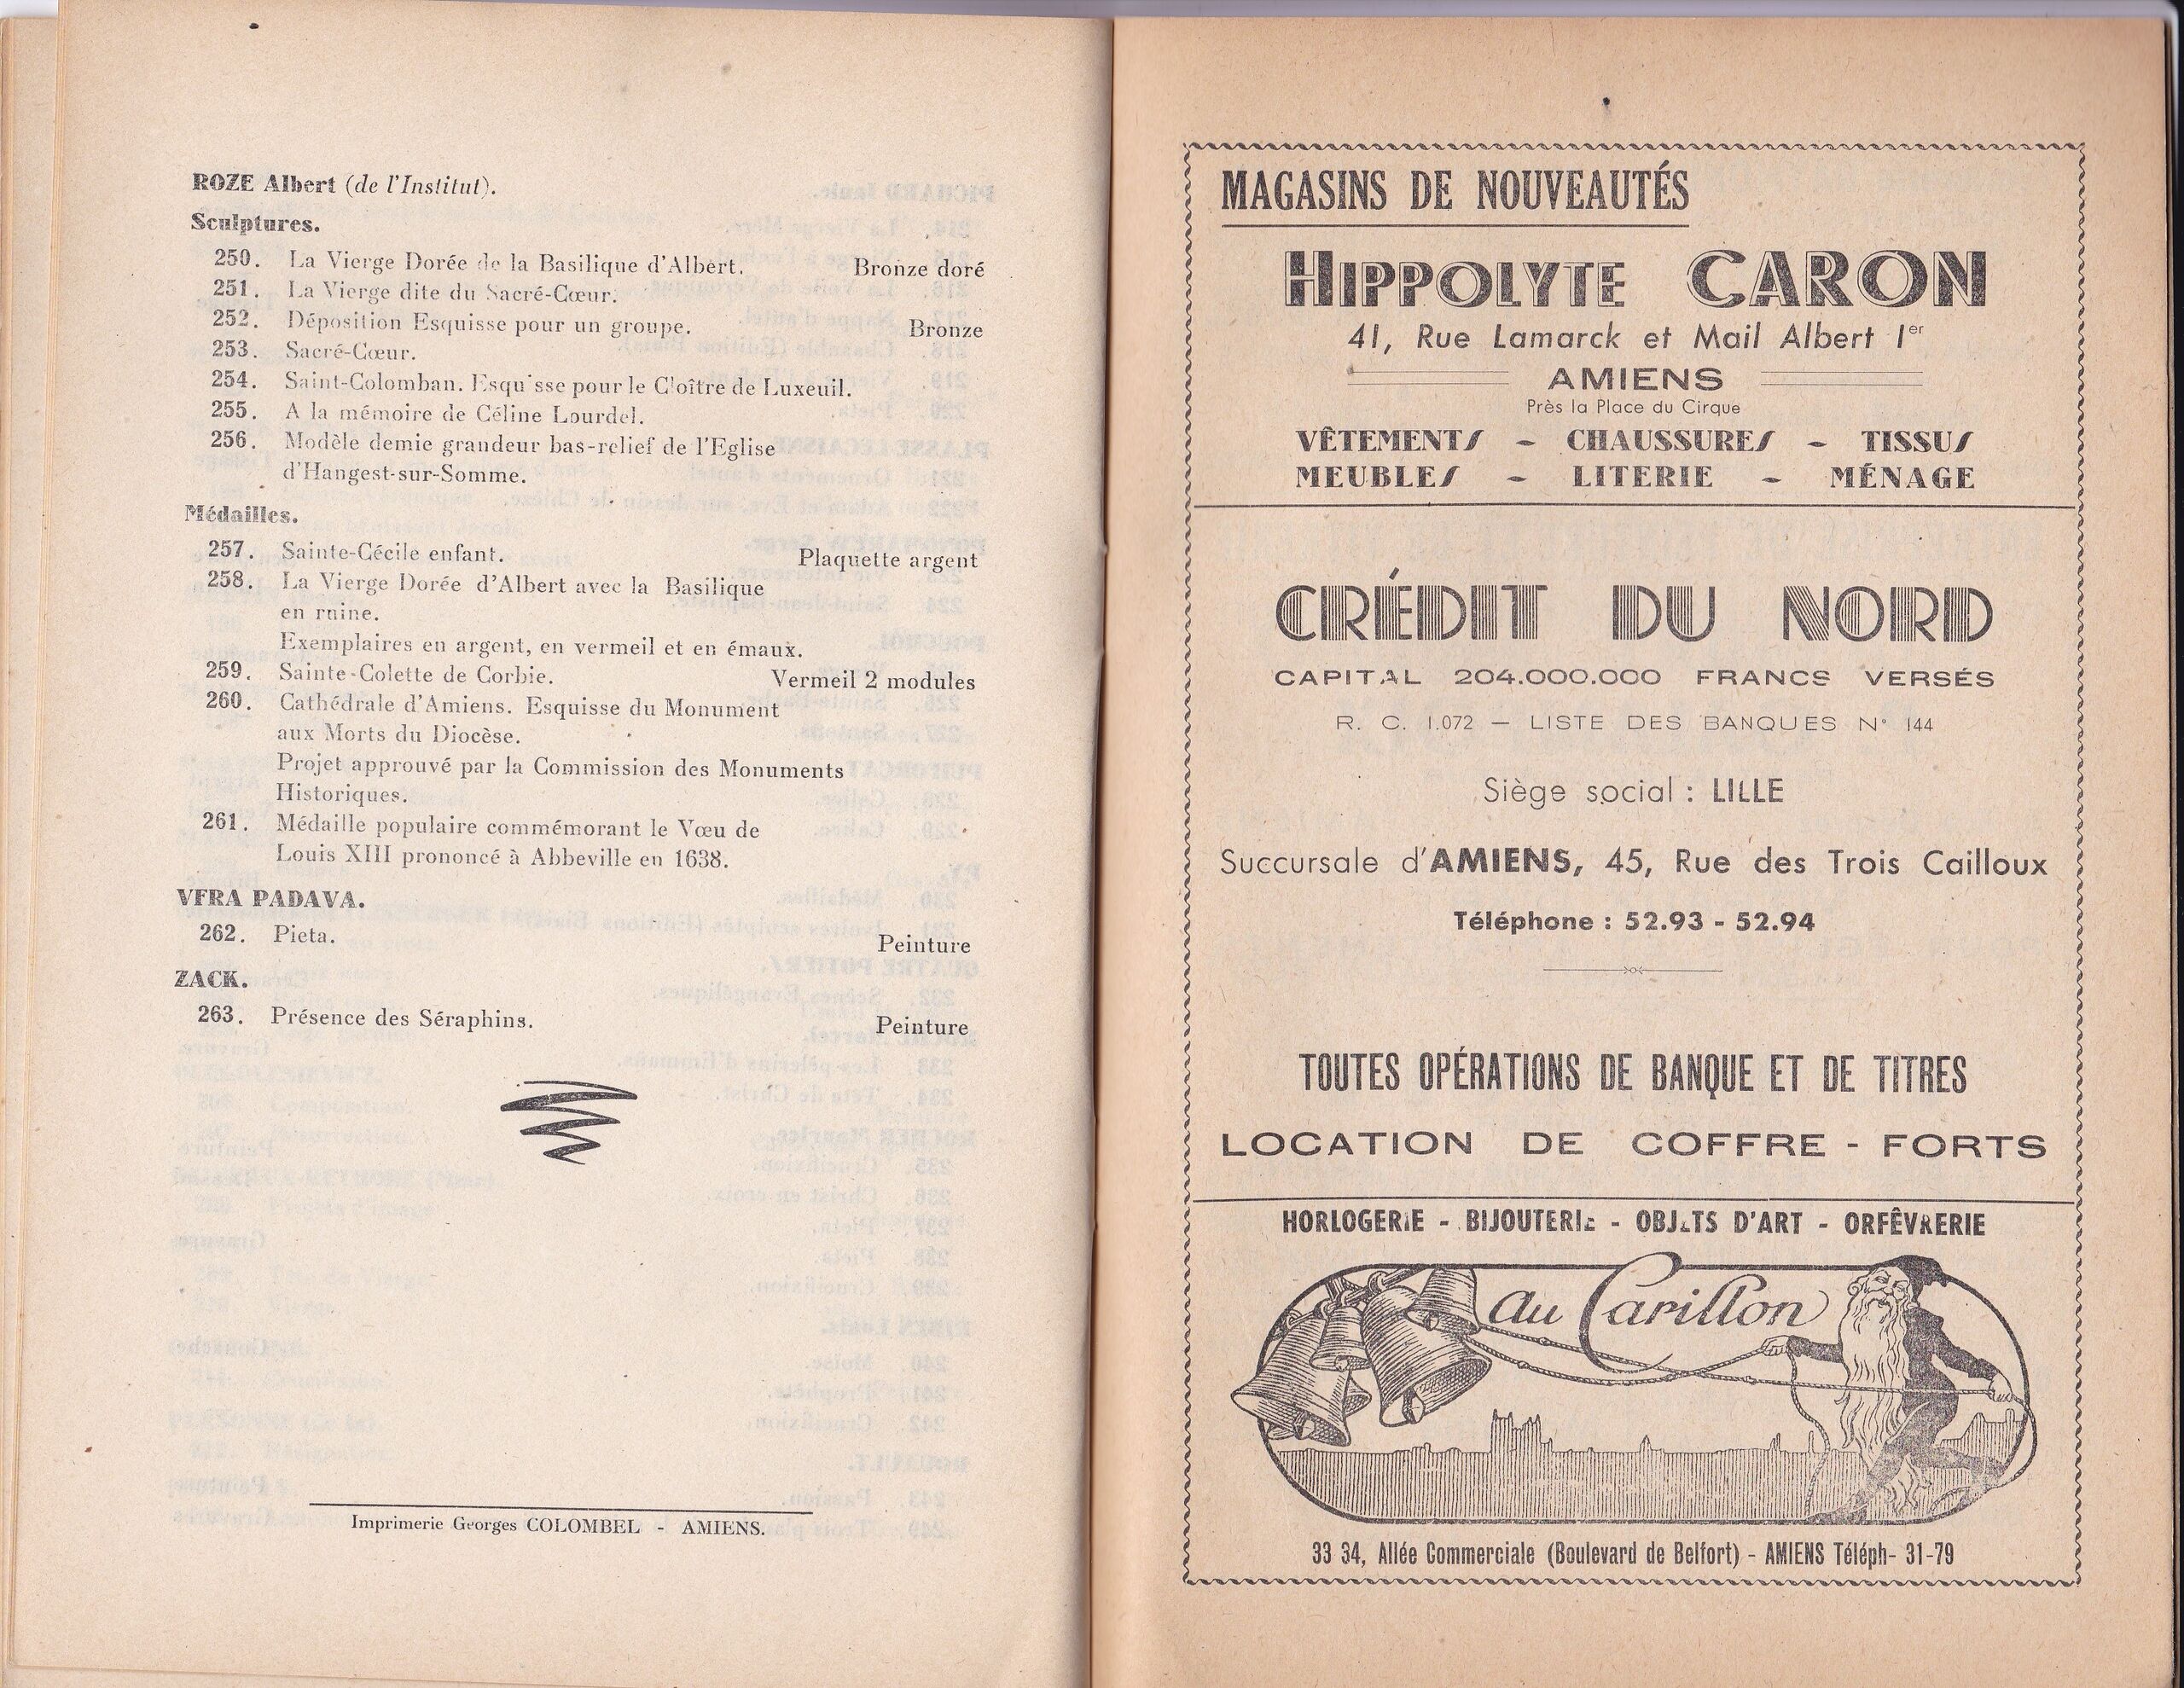 ROZE Albert (de l'Institut).
Sculptures.
250. La Vierge Dorée de la Basilique d'Albert. Bronze doré
251. La Vierge dite du Sacré-Cœur.
252. Déposition Esquisse pour un groupe. Bronze
253. Sacré-Cœur.
254. Saint-Colomban. Esqu'sse pour le Cloître de Luxeuil.
255. A la mémoire de Céline Lourdel.
256. Modèle demie grandeur bas-relief de l'Eglise
d'Hangest-sur-Somme.
Médailles.
257. Sainte-Cécile enfant. Plaquette argent
258. La Vierge Dorée d'Albert avec la Basilique
en ruine.
Exemplaires en argent, en vermeil et en émaux.
259. Sainte-Colette de Corbie. Vermeil 2 modules
260. Cathédrale d'Amiens. Esquisse du Monument
aux Morts du Diocèse.
Projet approuvé par la Commission des Monuments
Historiques.
261. Médaille populaire commémorant le Vœu de
Louis XIII prononcé à Abbeville en 1638.
VERA PADAVA.
262. Pieta. Peinture
ZACK.
263. Présence des Séraphins. Peinture
Imprimerie Georges COLOMBEL - AMIENS.
MAGASINS DE NOUVEAUTÉS
HIPPOLYTE CARON
41, Rue Lamarck et Mail Albert 1er
AMIENS
Près la Place du Cirque
VÊTEMENTS - CHAUSSURES - TISSUS
MEUBLES - LITERIE - MÉNAGE
CRÉDIT DU NORD
CAPITAL 204.000.000 FRANCS VERSÉS
R. C. 1.072 — LISTE DES BANQUES N° 144
Siège social : LILLE
Succursale d'AMIENS, 45, Rue des Trois Cailloux
Téléphone : 52.93 - 52.94
TOUTES OPÉRATIONS DE BANQUE ET DE TITRES
LOCATION DE COFFRE - FORTS
HORLOGERIE - BIJOUTERIE - OBJETS D'ART - ORFÊVRERIE
au Carillon
33 34, Allée Commerciale (Boulevard de Belfort) - AMIENS Téléph- 31-79